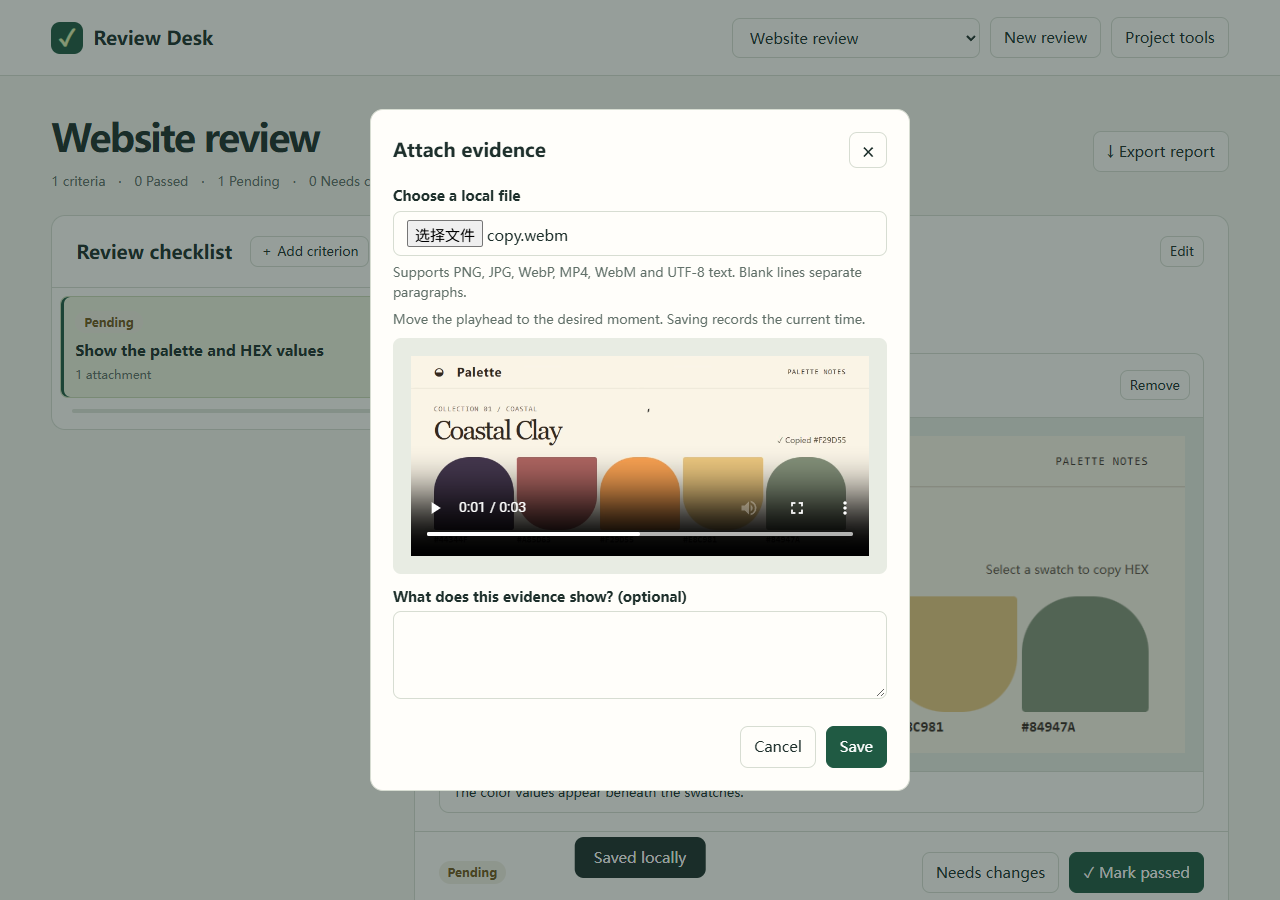 Review Desk
Website review
New review
Project tools
Website review
↓ Export report
1 criteria · 0 Passed · 1 Pending · 0 Needs
Review checklist
+ Add criterion
Edit
Pending
Show the palette and HEX values
1 attachment
Attach evidence
×
Choose a local file
选择文件 copy.webm
Supports PNG, JPG, WebP, MP4, WebM and UTF-8 text. Blank lines separate
paragraphs.
Move the playhead to the desired moment. Saving records the current time.
Palette
PALETTE NOTES
COLLECTION 01 / COASTAL
Coastal Clay
✓ Copied #F29D55
0:01 / 0:03
What does this evidence show? (optional)
Cancel
Save
Remove
PALETTE NOTES
Select a swatch to copy HEX
C981
#84947A
The color values appear beneath the swatches.
Saved locally
Pending
Needs changes
✓ Mark passed